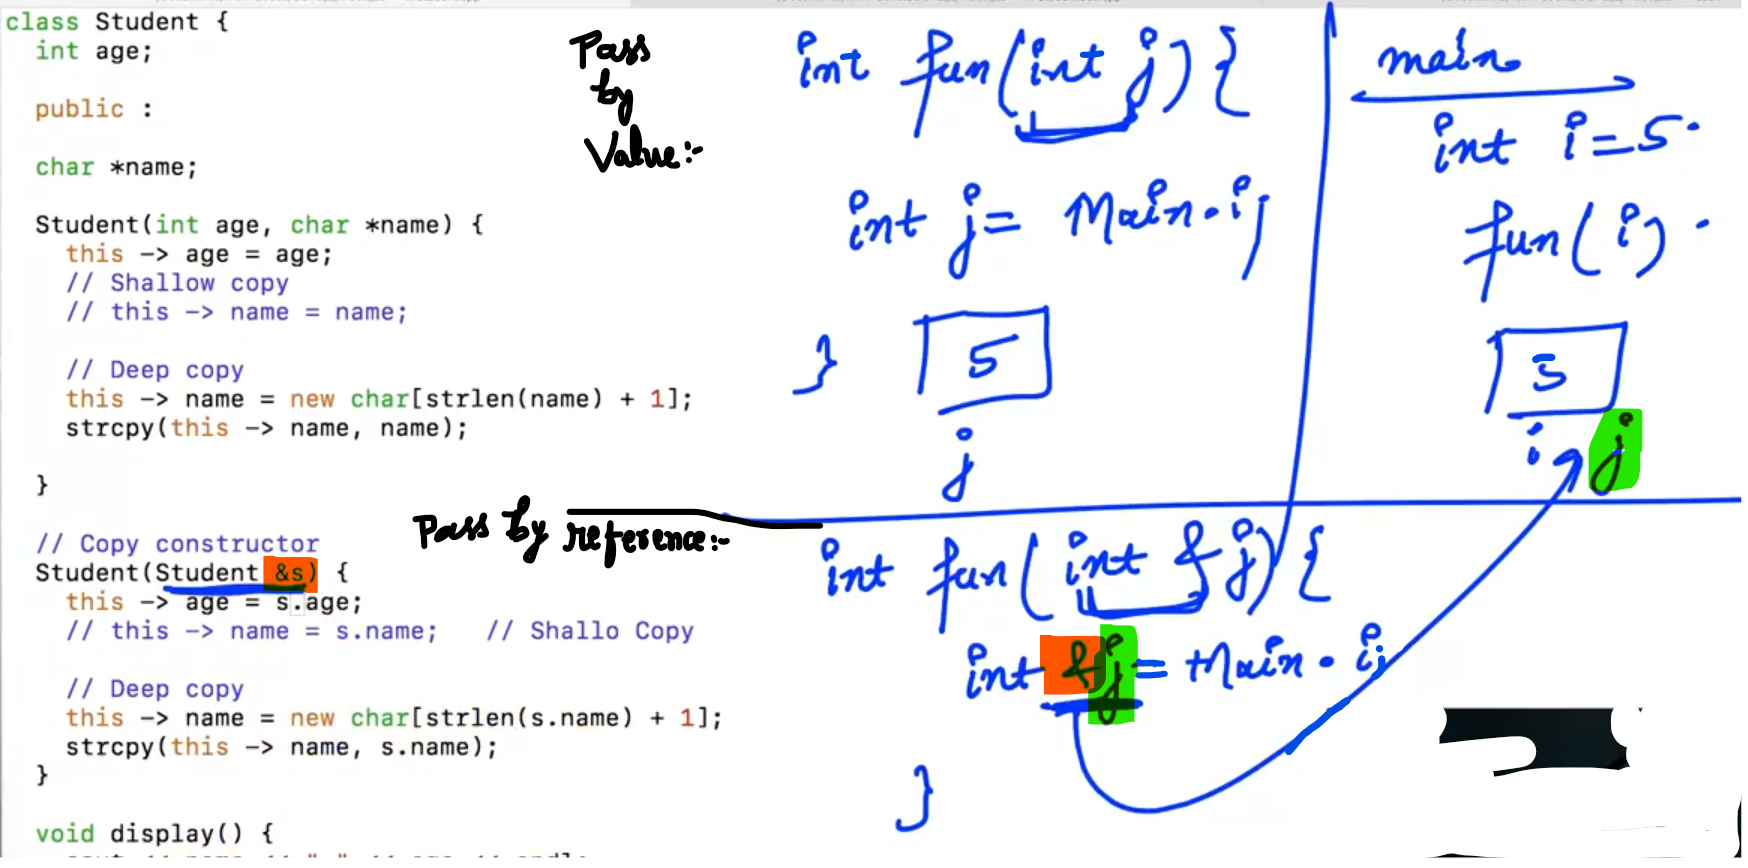 class Student {
int age;
public :
char *name;
Student(int age, char *name) {
this -> age = age;
// Shallow copy
// this -> name = name;
// Deep copy
this -> name = new char[strlen(name) + 1];
strcpy(this -> name, name);
}
// Copy constructor
Student(Student &s) {
this -> age = s.age;
// this -> name = s.name;   // Shallo Copy
// Deep copy
this -> name = new char[strlen(s.name) + 1];
strcpy(this -> name, s.name);
}
void display() {
Pass
by
Value:-
int fun(int j) {
int j = Main.i;
}
5
j
main
int i = 5
fun(i)
5
i j
Pass by reference:-
int fun(int &j) {
int &j = Main.i;
}